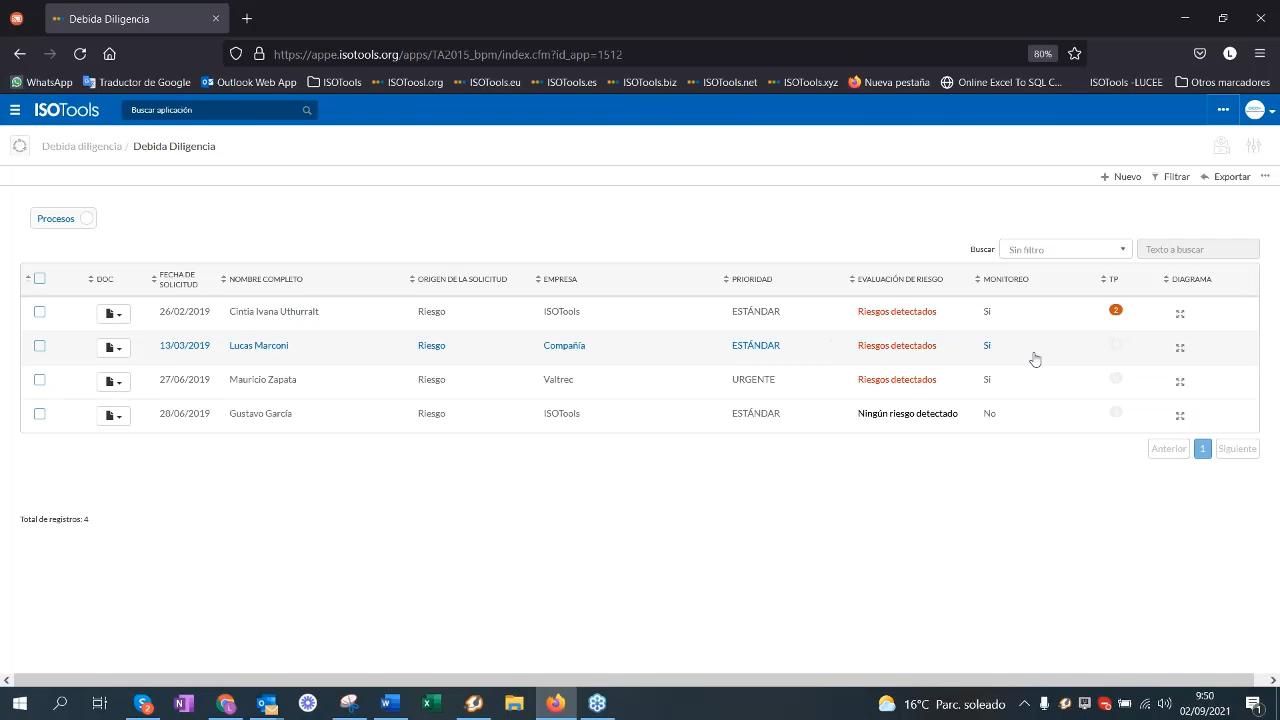 Debida Diligencia
https://appe.isotools.org/apps/TA2015_bpm/index.cfm?id_app=1512
80%
L
WhatsApp Traductor de Google Outlook Web App ISOTools ISOToosl.org ISOTools.eu ISOTools.es ISOTools.biz ISOTools.net ISOTools.xyz Nueva pestaña Online Excel To SQL C... ISOTools -LUCEE Otros marcadores
ISOTools Buscar aplicación
Debida diligencia / Debida Diligencia
Nuevo Filtrar Exportar
Procesos
Buscar Sin filtro Texto a buscar
DOC FECHA DE SOLICITUD NOMBRE COMPLETO ORIGEN DE LA SOLICITUD EMPRESA PRIORIDAD EVALUACIÓN DE RIESGO MONITOREO TP DIAGRAMA
26/02/2019 Cintia Ivana Uthurralt Riesgo ISOTools ESTÁNDAR Riesgos detectados Si 2
13/03/2019 Lucas Marconi Riesgo Compañía ESTÁNDAR Riesgos detectados Si
27/06/2019 Mauricio Zapata Riesgo Valtrec URGENTE Riesgos detectados Si
28/06/2019 Gustavo García Riesgo ISOTools ESTÁNDAR Ningún riesgo detectado No
Anterior 1 Siguiente
Total de registros: 4
16°C Parc. soleado
9:50
02/09/2021